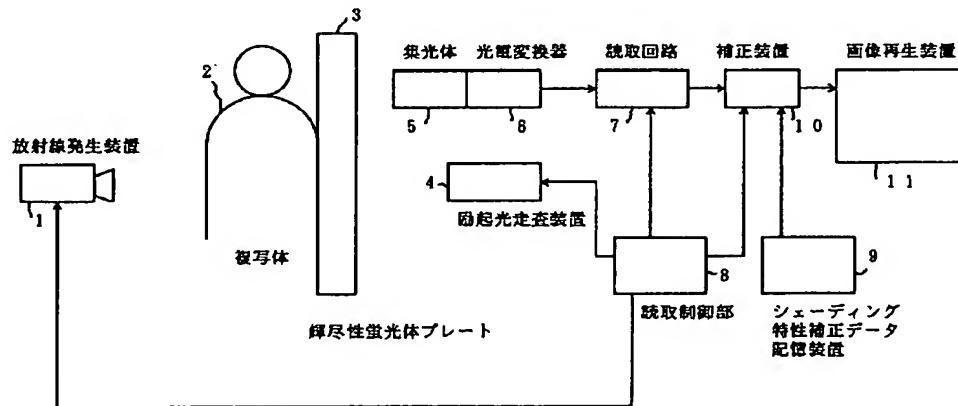 3
集光体
光電変換器
読取回路
補正装置
画像再生装置
2
5
6
7
10
11
放射線発生装置
1
4
励起光走査装置
複写体
8
9
読取制御部
シェーディング
特性補正データ
記憶装置
輝尽性蛍光体プレート